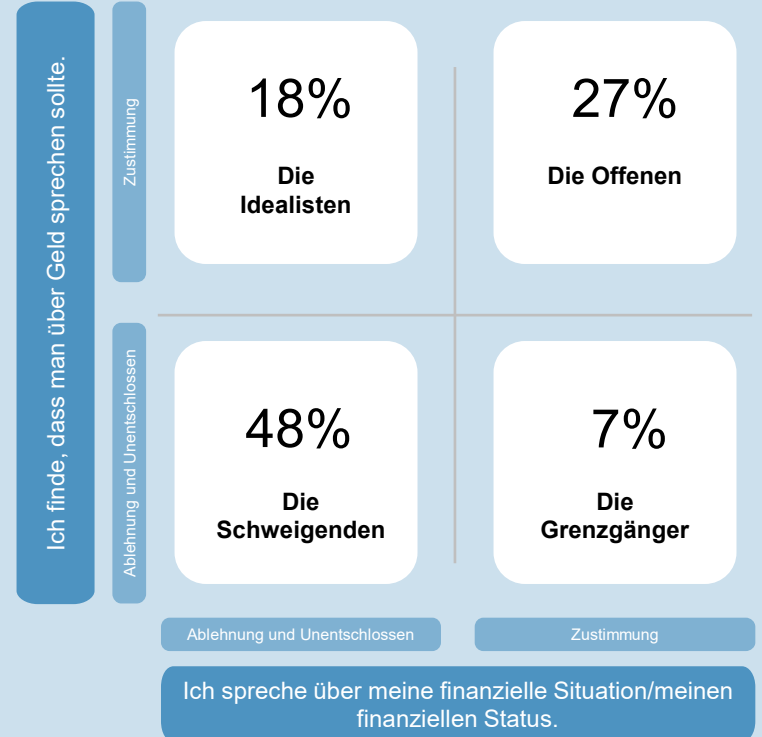 Ich finde, dass man über Geld sprechen sollte.
Zustimmung
18%
Die
Idealisten
27%
Die Offenen
Ablehnung und Unentschlossen
48%
Die
Schweigenden
7%
Die
Grenzgänger
Ablehnung und Unentschlossen
Zustimmung
Ich spreche über meine finanzielle Situation/meinen
finanziellen Status.